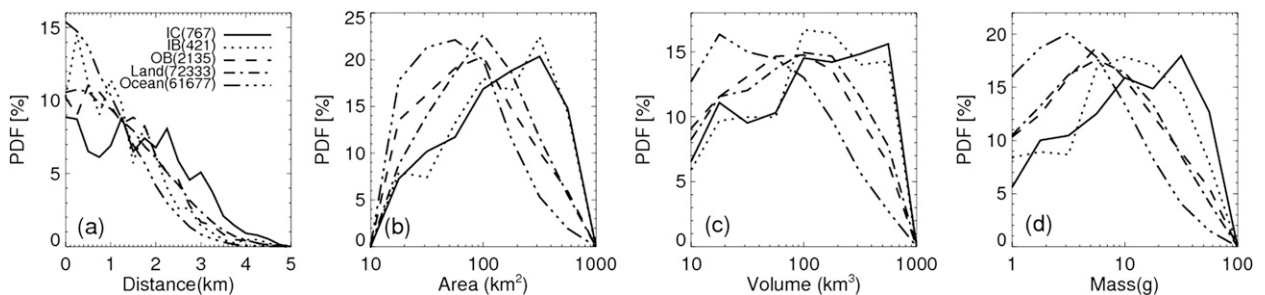 15
10
5
0
PDF [%]
IC(767)
IB(421)
OB(2135)
Land(72333)
Ocean(61677)
(a)
0 1 2 3 4 5
Distance(km)
25
20
15
10
5
0
PDF [%]
(b)
10 100 1000
Area (km²)
15
10
5
0
PDF [%]
(c)
10 100 1000
Volume (km³)
20
15
10
5
0
PDF [%]
(d)
1 10 100
Mass(g)